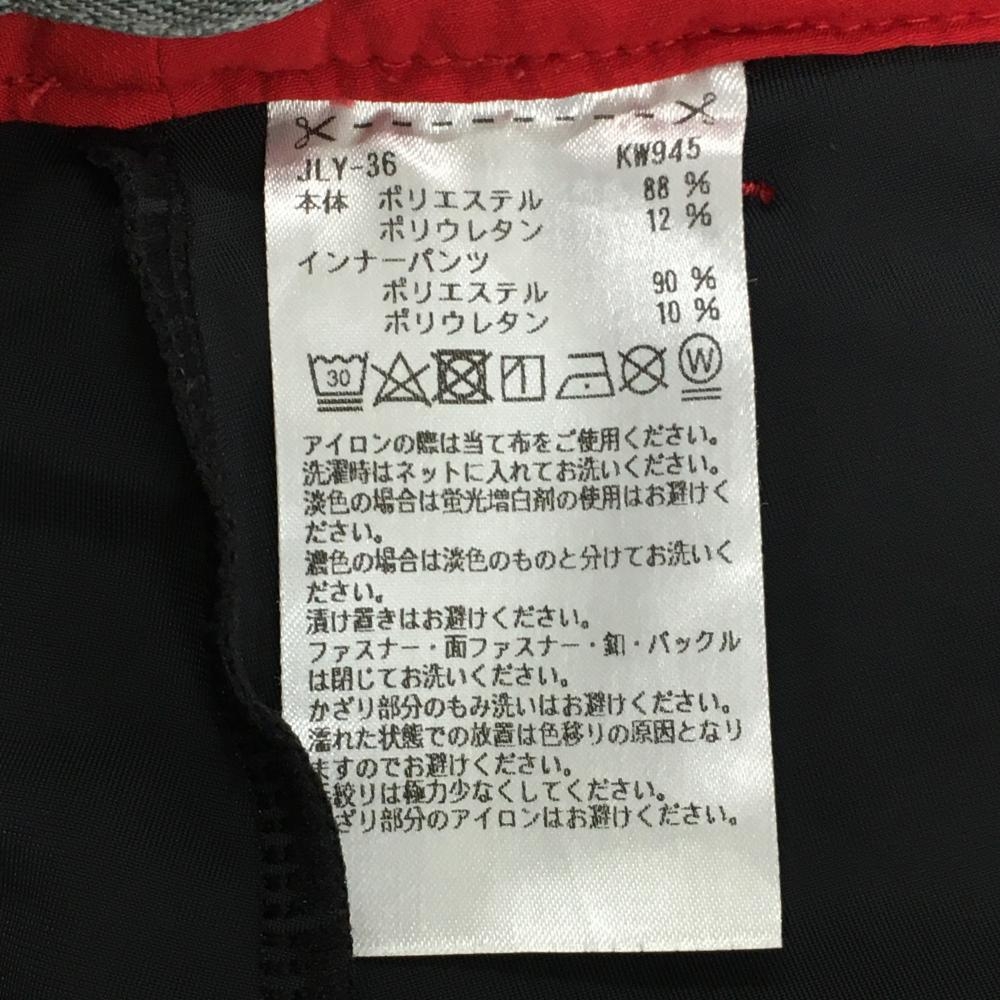 JLY-36 KW945
本体 ポリエステル 88 %
ポリウレタン 12 %
インナーパンツ
ポリエステル 90 %
ポリウレタン 10 %
30 W
アイロンの際は当て布をご使用ください。
洗濯時はネットに入れてお洗いください。
淡色の場合は蛍光増白剤の使用はお避けく
ださい。
濃色の場合は淡色のものと分けてお洗いく
ださい。
漬け置きはお避けください。
ファスナー・面ファスナー・釦・バックル
は閉じてお洗いください。
かざり部分のもみ洗いはお避けください。
濡れた状態での放置は色移りの原因となり
ますのでお避けください。
絞りは極力少なくしてください。
ざり部分のアイロンはお避けください。